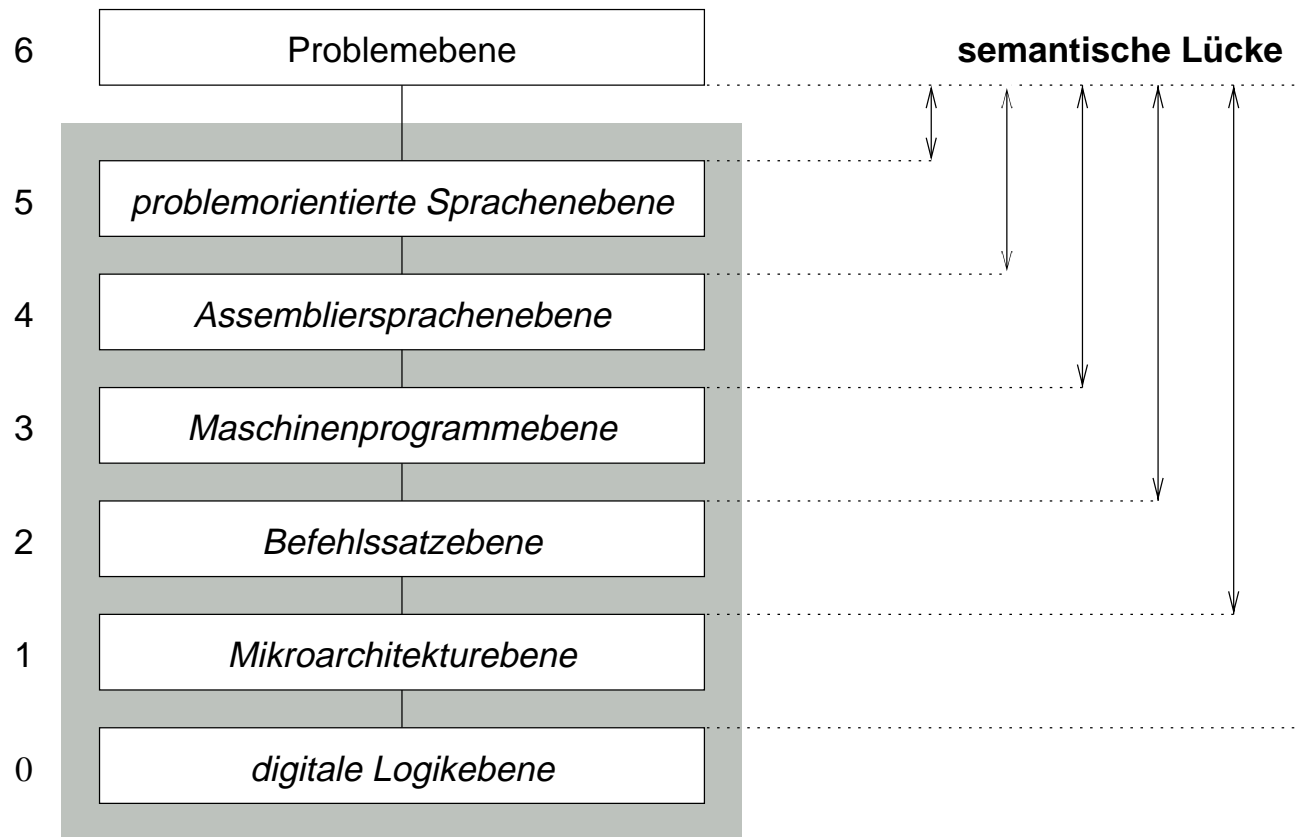 6 Problemebene semantische Lücke
5 problemorientierte Sprachenebene
4 Assembliersprachenebene
3 Maschinenprogrammebene
2 Befehlssatzebene
1 Mikroarchitekturebene
0 digitale Logikebene